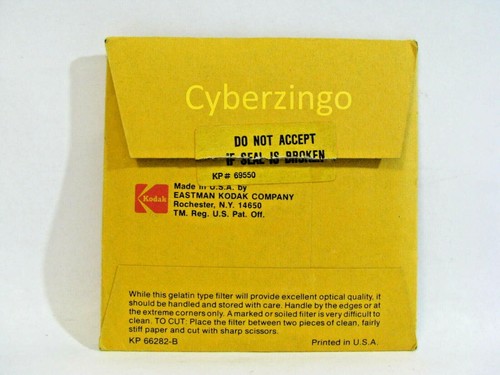 Cyberzingo
DO NOT ACCEPT
IF SEAL IS BROKEN
KP# 69550
Kodak
Made in U.S.A. by
EASTMAN KODAK COMPANY
Rochester, N.Y. 14650
TM. Reg. U.S. Pat. Off.
While this gelatin type filter will provide excellent optical quality, it
should be handled and stored with care. Handle by the edges or at
the extreme corners only. A marked or soiled filter is very difficult to
clean. TO CUT: Place the filter between two pieces of clean, fairly
stiff paper and cut with sharp scissors.
KP 66282-B
Printed in U.S.A.